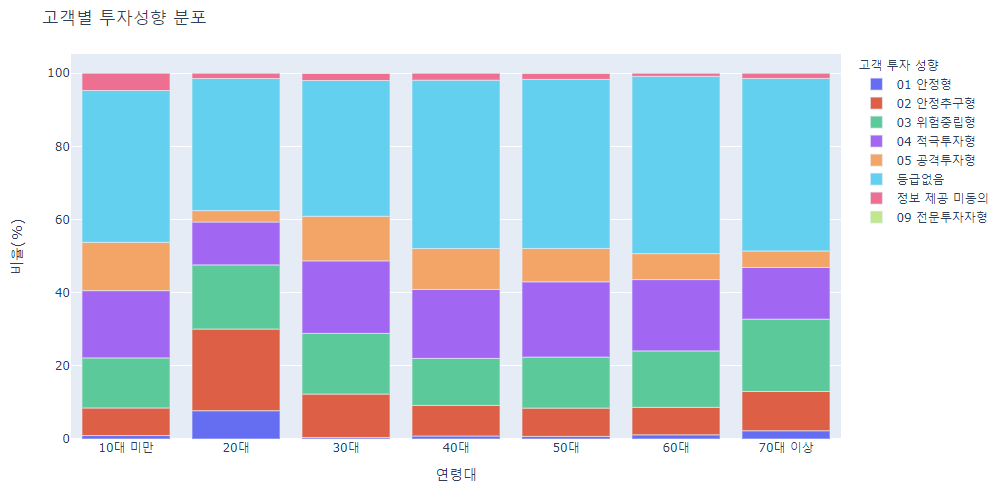 고객별 투자성향 분포
비율(%)
100
80
60
40
20
0
10대 미만
20대
30대
40대
50대
60대
70대 이상
연령대
고객 투자 성향
01 안정형
02 안정추구형
03 위험중립형
04 적극투자형
05 공격투자형
등급없음
정보 제공 미동의
09 전문투자자형